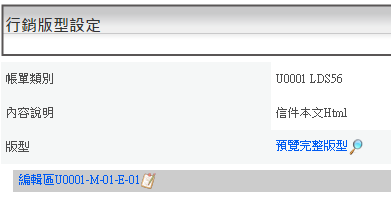 行銷版型設定
帳單類別 U0001 LDS56
內容說明 信件本文Html
版型 預覽完整版型
編輯區U0001-M-01-E-01